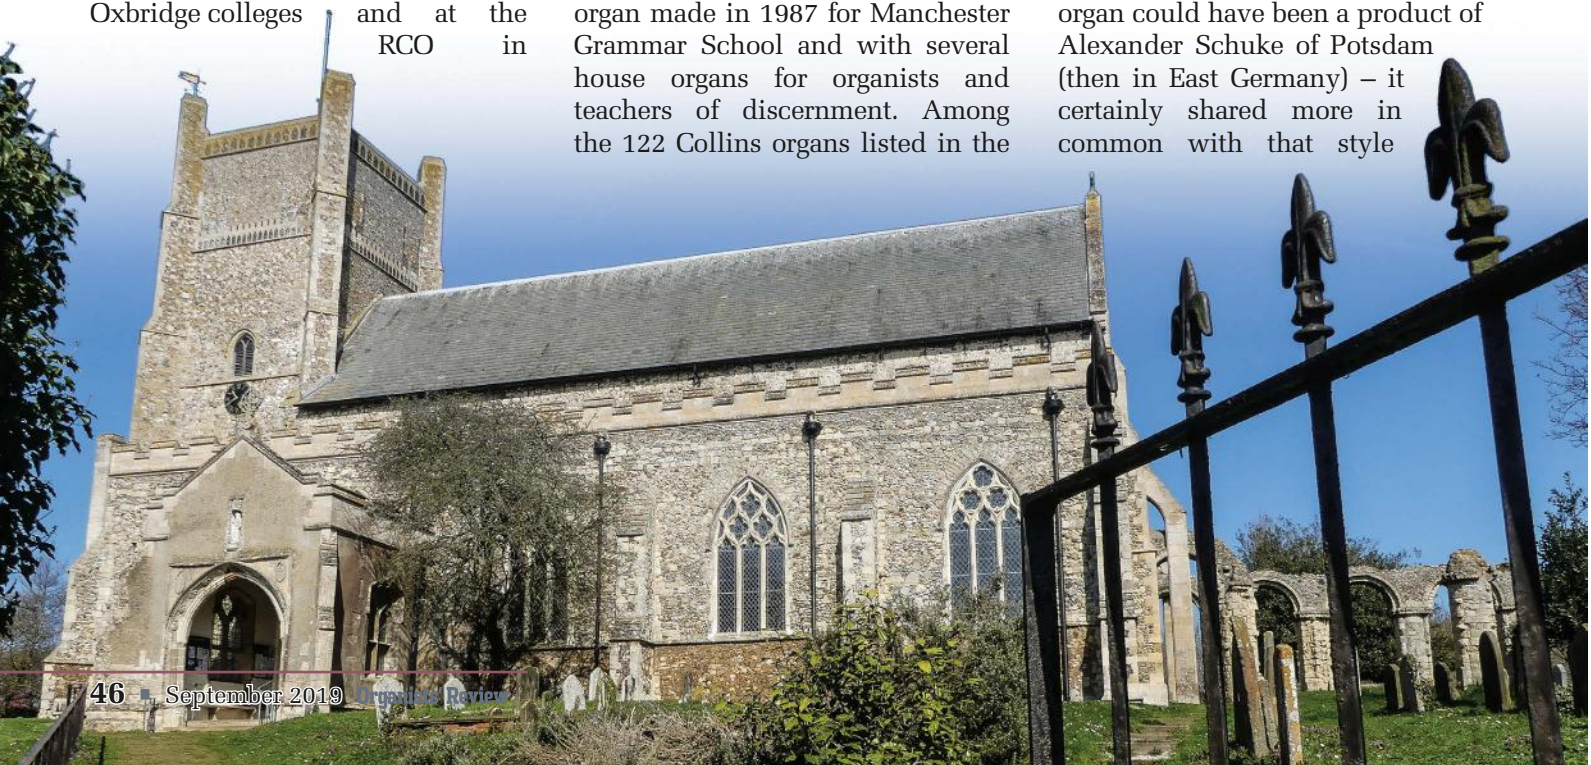 Oxbridge colleges and at the
RCO in
organ made in 1987 for Manchester
Grammar School and with several
house organs for organists and
teachers of discernment. Among
the 122 Collins organs listed in the
organ could have been a product of
Alexander Schuke of Potsdam
(then in East Germany) – it
certainly shared more in
common with that style
46 ▪ September 2019 Organists' Review